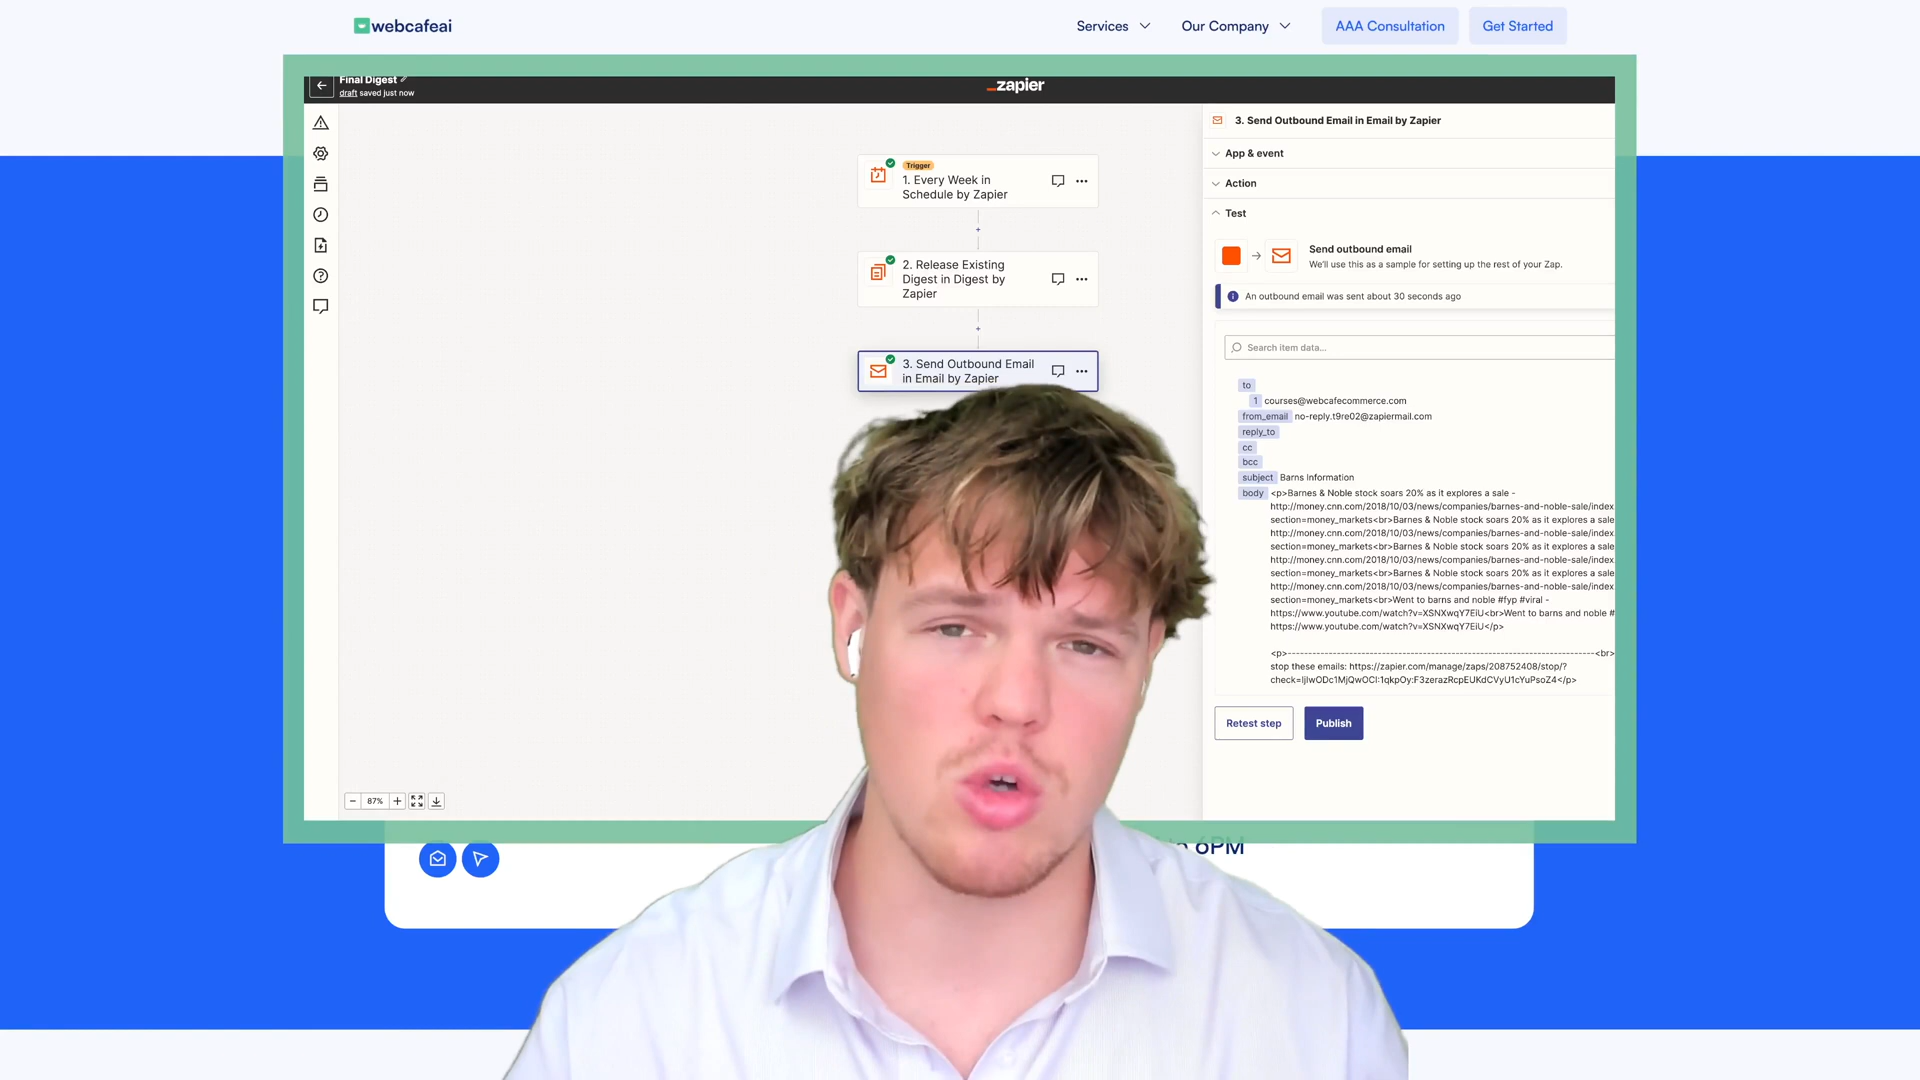 webcafeai
Services
Our Company
AAA Consultation
Get Started
Final Digest
draft saved just now
zapier
Trigger
1. Every Week in
Schedule by Zapier
2. Release Existing
Digest in Digest by
Zapier
3. Send Outbound Email
in Email by Zapier
87%
3. Send Outbound Email in Email by Zapier
App & event
Action
Test
Send outbound email
We'll use this as a sample for setting up the rest of your Zap.
An outbound email was sent about 30 seconds ago
Search item data...
to
1 courses@webcafecommerce.com
from_email no-reply.t9re02@zapiermail.com
reply_to
cc
bcc
subject Barns Information
body <p>Barnes & Noble stock soars 20% as it explores a sale -
http://money.cnn.com/2018/10/03/news/companies/barnes-and-noble-sale/index
section=money_markets<br>Barnes & Noble stock soars 20% as it explores a sale
http://money.cnn.com/2018/10/03/news/companies/barnes-and-noble-sale/index
section=money_markets<br>Barnes & Noble stock soars 20% as it explores a sale
http://money.cnn.com/2018/10/03/news/companies/barnes-and-noble-sale/index
section=money_markets<br>Barnes & Noble stock soars 20% as it explores a sale
http://money.cnn.com/2018/10/03/news/companies/barnes-and-noble-sale/index
section=money_markets<br>Went to barns and noble #fyp #viral -
https://www.youtube.com/watch?v=XSNXwqY7EiU<br>Went to barns and noble #
https://www.youtube.com/watch?v=XSNXwqY7EiU</p>
<p>----------------------------------------------------------------------------<br>
stop these emails: https://zapier.com/manage/zaps/208752408/stop/?
check=IjIwODc1MjQwOCI:1qkpOy:F3zerazRcpEUKdCVyU1cYuPsoZ4</p>
Retest step
Publish
6PM